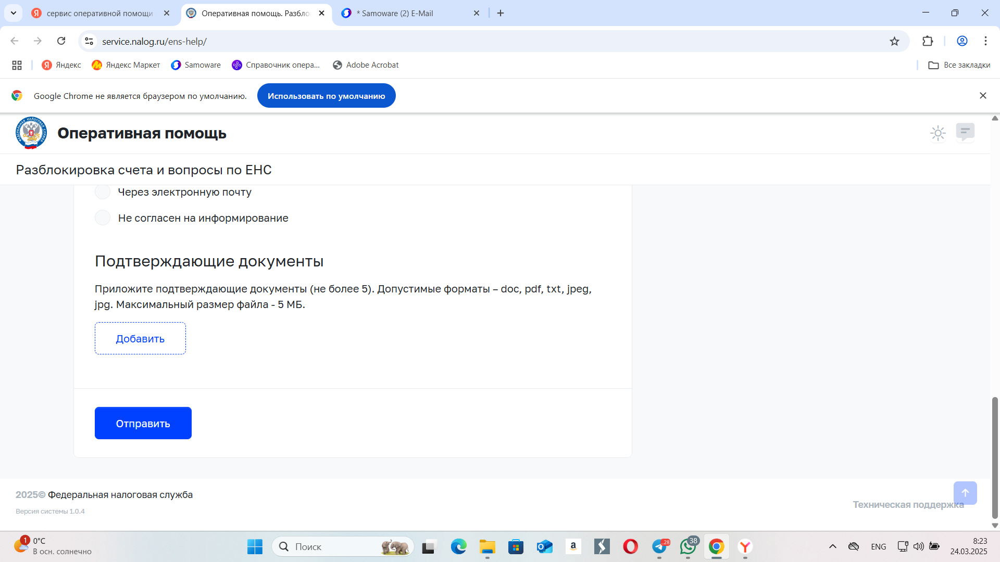 сервис оперативной помощи
Оперативная помощь. Разбло
* Samoware (2) E-Mail
service.nalog.ru/ens-help/
Яндекс
Яндекс Маркет
Samoware
Справочник опера...
Adobe Acrobat
Все закладки
Google Chrome не является браузером по умолчанию.
Использовать по умолчанию
Оперативная помощь
Разблокировка счета и вопросы по ЕНС
Через электронную почту
Не согласен на информирование
Подтверждающие документы
Приложите подтверждающие документы (не более 5). Допустимые форматы – doc, pdf, txt, jpeg,
jpg. Максимальный размер файла - 5 МБ.
Добавить
Отправить
2025© Федеральная налоговая служба
Версия системы 1.0.4
Техническая поддержка
1
0°C
В осн. солнечно
Поиск
..28
38
ENG
8:23
24.03.2025